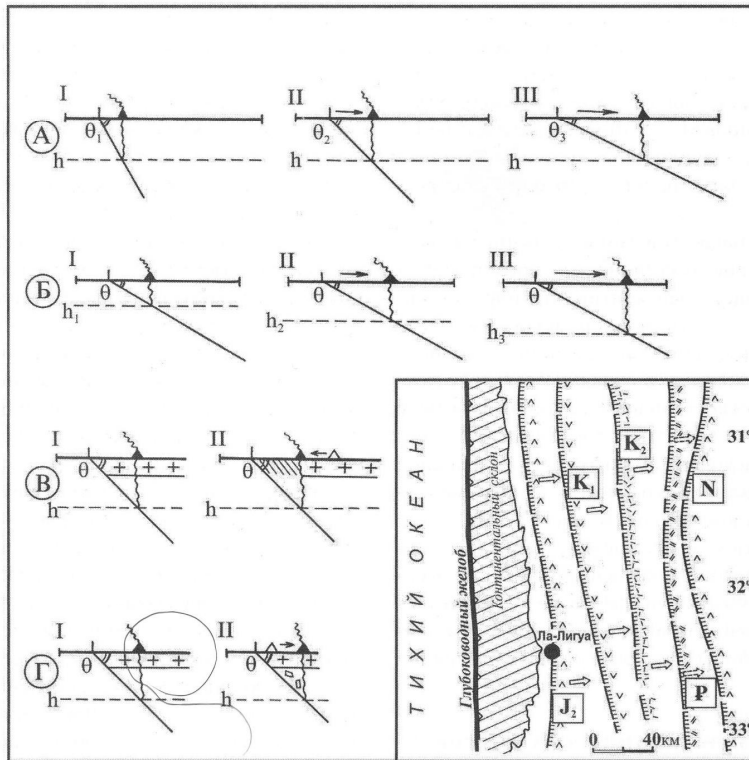 I II III
А θ₁ θ₂ θ₃
h h h
I II III
Б θ θ θ
h₁ h₂ h₃
I II
В θ θ
h h
I II
Г θ θ
h h
ТИХИЙ ОКЕАН
Глубоководный желоб
Континентальный склон
K₁
K₂
N
31°
32°
Ла-Лигуа
J₂
₽
33°
0 40км